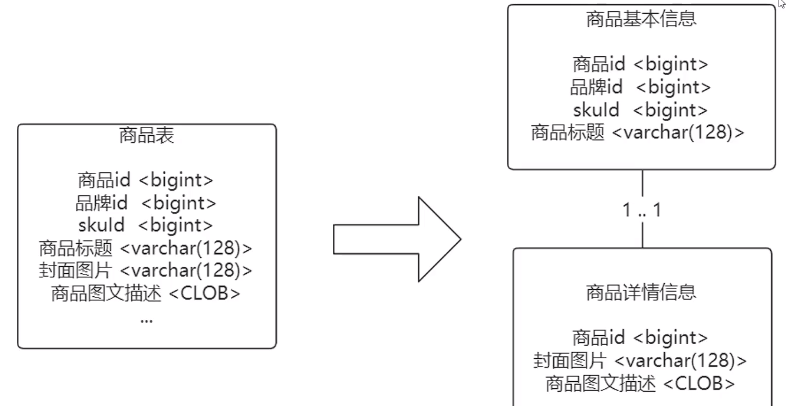 商品表
商品id <bigint>
品牌id <bigint>
skuId <bigint>
商品标题 <varchar(128)>
封面图片 <varchar(128)>
商品图文描述 <CLOB>
...
商品基本信息
商品id <bigint>
品牌id <bigint>
skuId <bigint>
商品标题 <varchar(128)>
1 .. 1
商品详情信息
商品id <bigint>
封面图片 <varchar(128)>
商品图文描述 <CLOB>